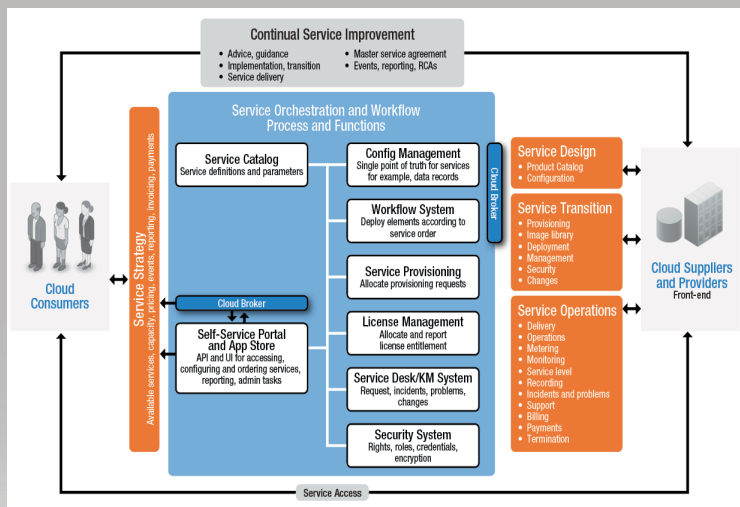 Continual Service Improvement
• Advice, guidance
• Implementation, transition
• Service delivery
• Master service agreement
• Events, reporting, RCAs
Cloud
Consumers
Service Strategy
Available services, capacity, pricing, events, reporting, invoicing, payments
Service Orchestration and Workflow
Process and Functions
Service Catalog
Service definitions and parameters
Cloud Broker
Self-Service Portal
and App Store
API and UI for accessing,
configuring and ordering services,
reporting, admin tasks
Config Management
Single point of truth for services
for example, data records
Workflow System
Deploy elements according to
service order
Service Provisioning
Allocate provisioning requests
License Management
Allocate and report
license entitlement
Service Desk/KM System
Request, incidents, problems,
changes
Security System
Rights, roles, credentials,
encryption
Cloud Broker
Service Design
• Product Catalog
• Configuration
Service Transition
• Provisioning
• Image library
• Deployment
• Management
• Security
• Changes
Service Operations
• Delivery
• Operations
• Metering
• Monitoring
• Service level
• Recording
• Incidents and problems
• Support
• Billing
• Payments
• Termination
Cloud Suppliers
and Providers
Front-end
Service Access